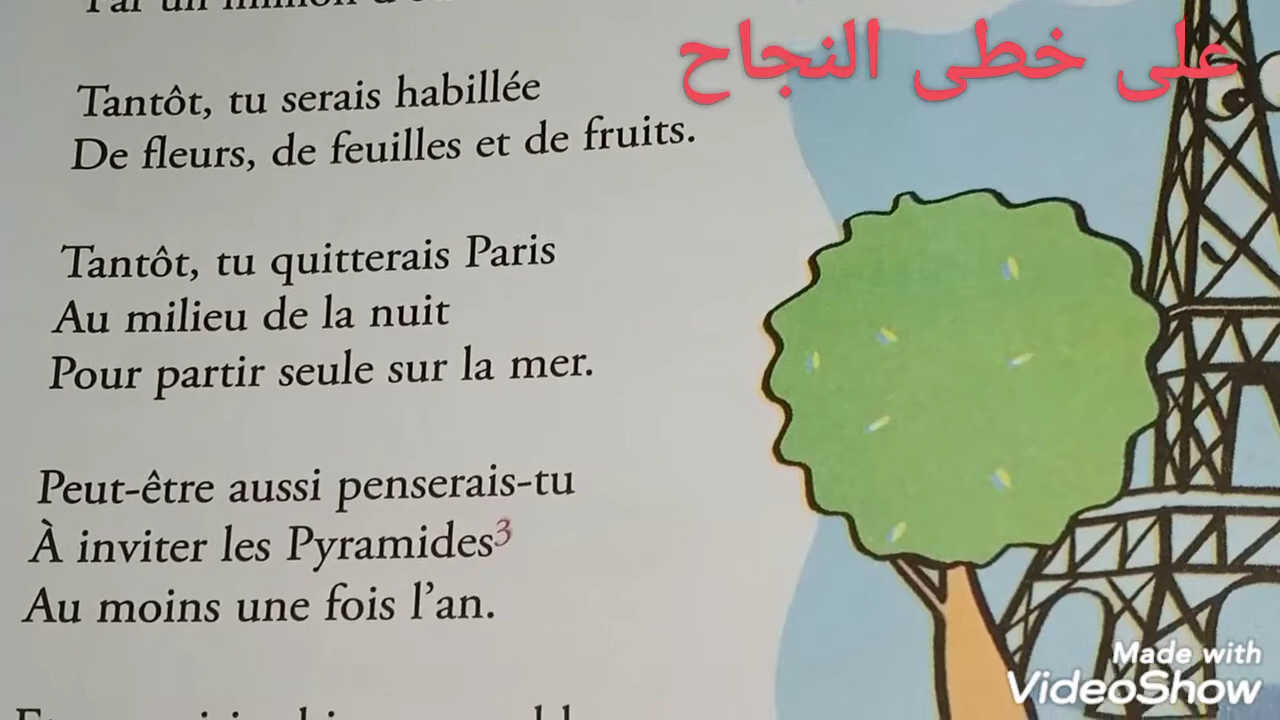 على خطى النجاح
Tantôt, tu serais habillée
De fleurs, de feuilles et de fruits.
Tantôt, tu quitterais Paris
Au milieu de la nuit
Pour partir seule sur la mer.
Peut-être aussi penserais-tu
À inviter les Pyramides³
Au moins une fois l'an.
Made with
VideoShow